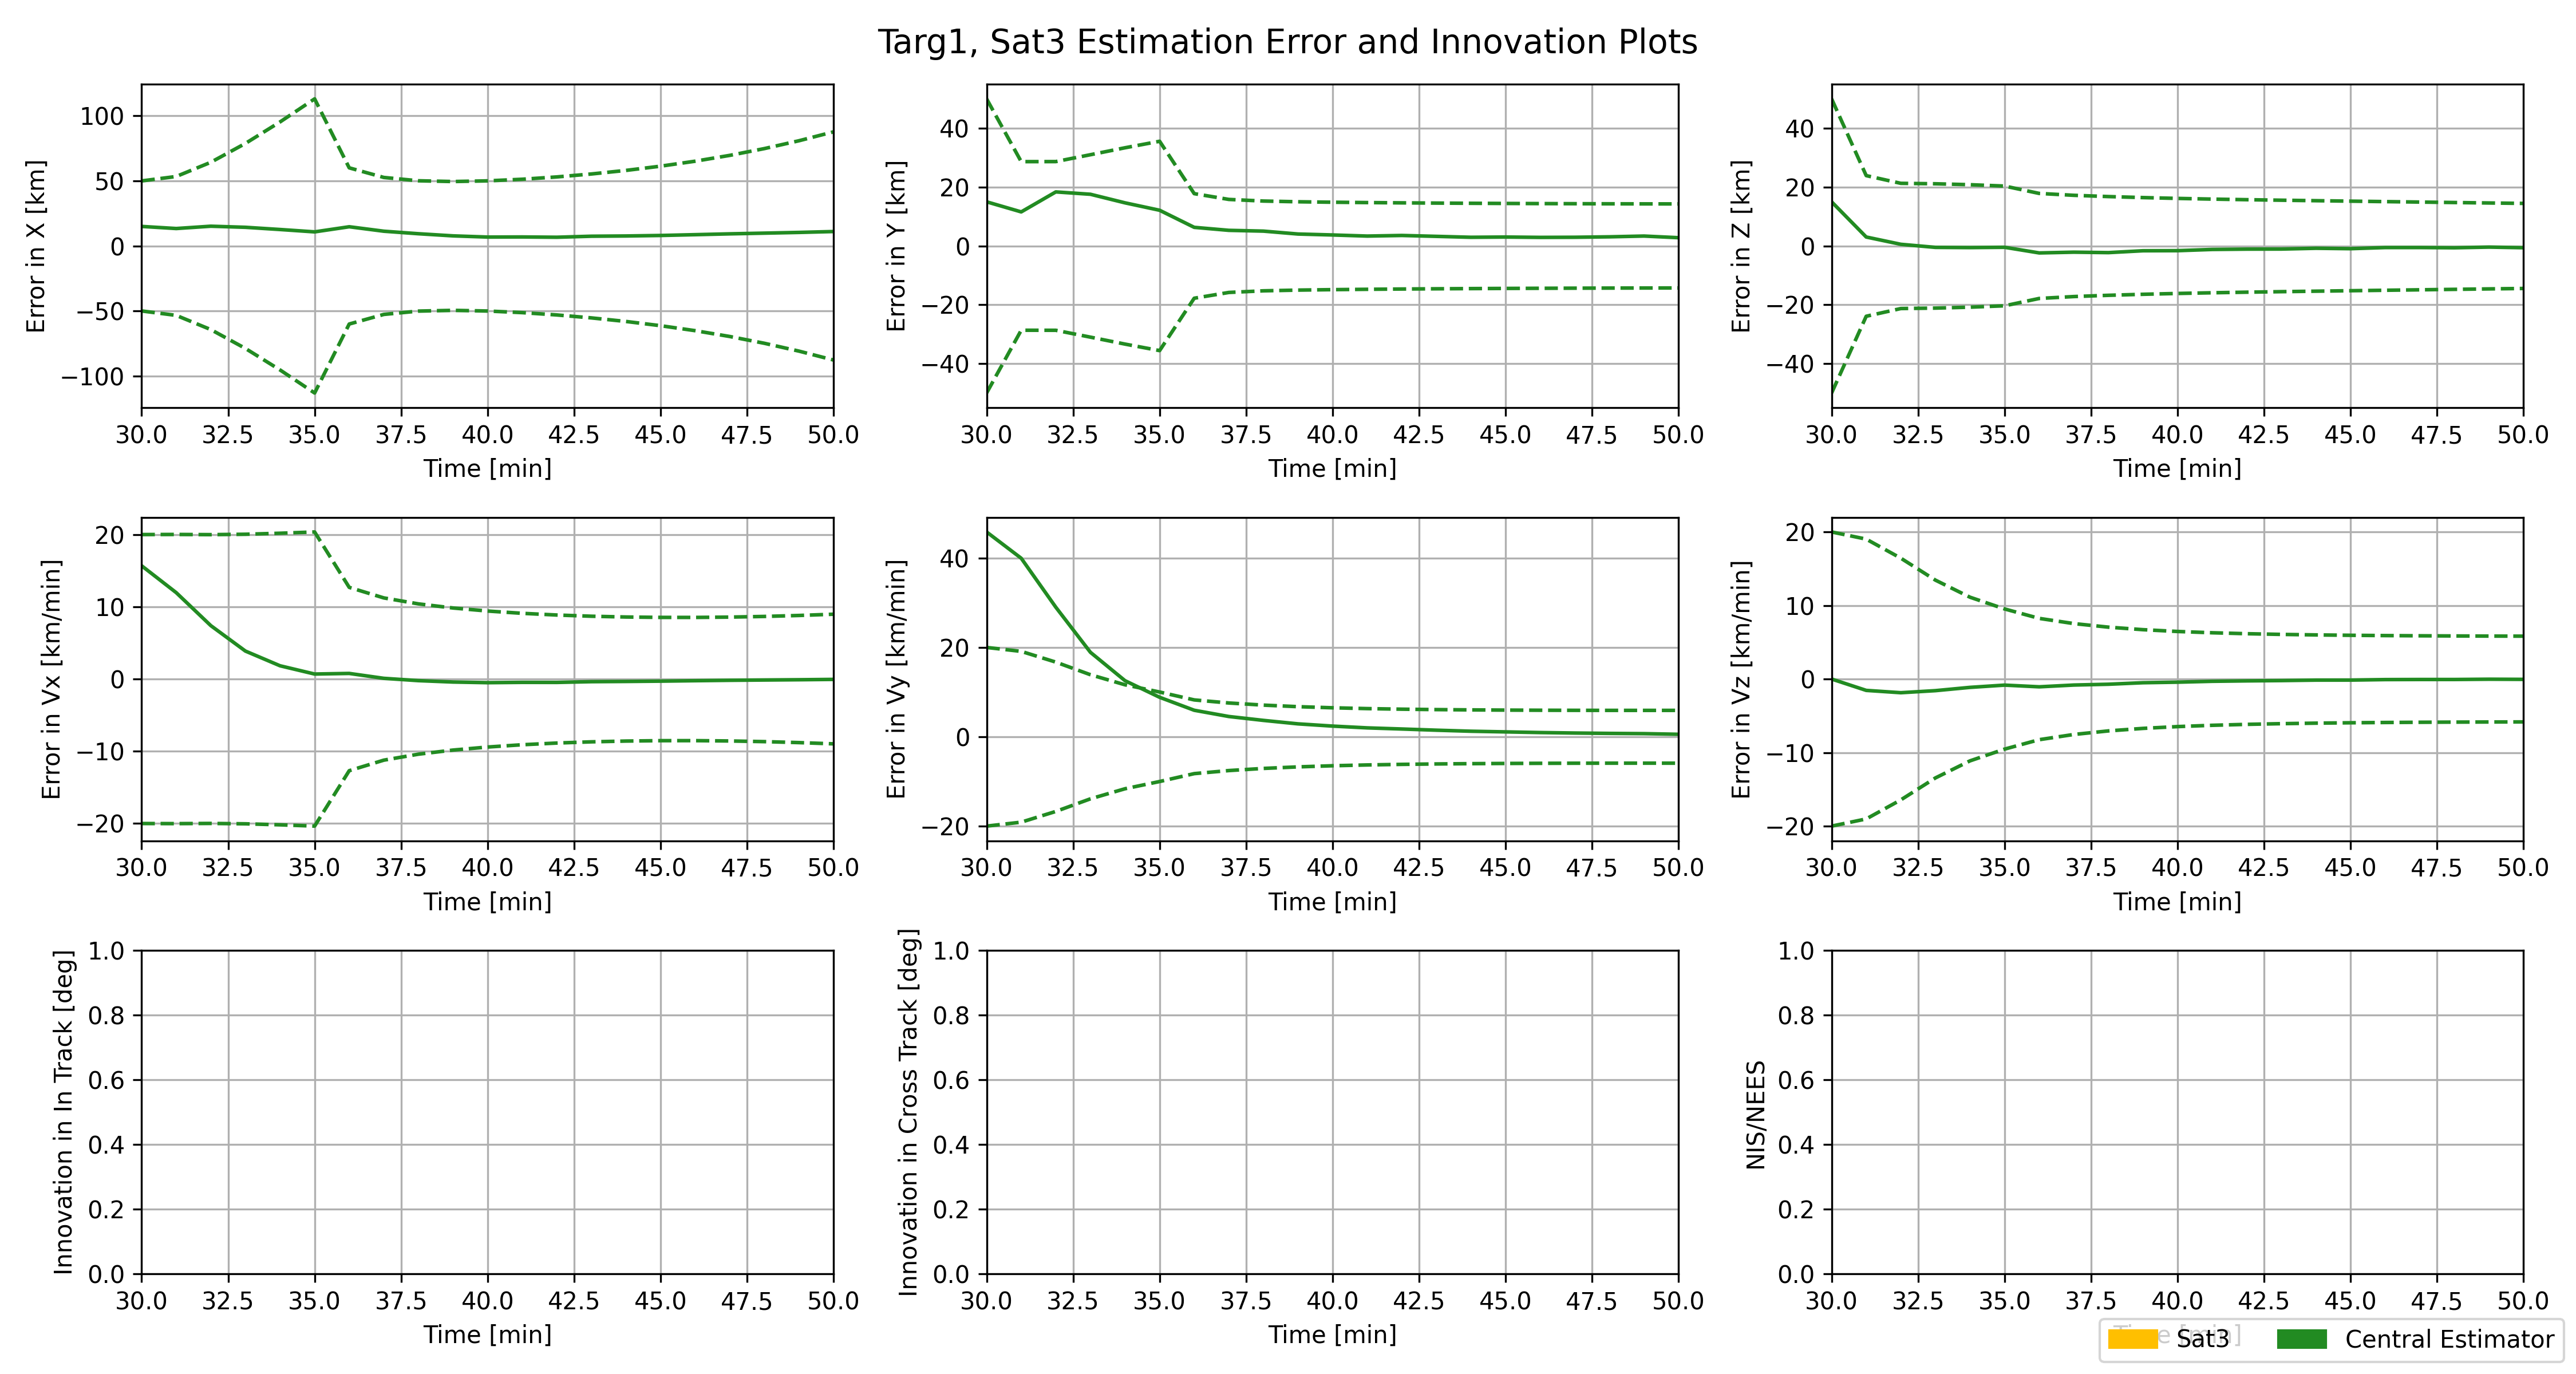 Targ1, Sat3 Estimation Error and Innovation Plots
Error in X [km]
100
50
0
−50
−100
30.0 32.5 35.0 37.5 40.0 42.5 45.0 47.5 50.0
Time [min]
Error in Y [km]
40
20
0
−20
−40
30.0 32.5 35.0 37.5 40.0 42.5 45.0 47.5 50.0
Time [min]
Error in Z [km]
40
20
0
−20
−40
30.0 32.5 35.0 37.5 40.0 42.5 45.0 47.5 50.0
Time [min]
Error in Vx [km/min]
20
10
0
−10
−20
30.0 32.5 35.0 37.5 40.0 42.5 45.0 47.5 50.0
Time [min]
Error in Vy [km/min]
40
20
0
−20
30.0 32.5 35.0 37.5 40.0 42.5 45.0 47.5 50.0
Time [min]
Error in Vz [km/min]
20
10
0
−10
−20
30.0 32.5 35.0 37.5 40.0 42.5 45.0 47.5 50.0
Time [min]
Innovation in In Track [deg]
1.0
0.8
0.6
0.4
0.2
0.0
30.0 32.5 35.0 37.5 40.0 42.5 45.0 47.5 50.0
Time [min]
Innovation in Cross Track [deg]
1.0
0.8
0.6
0.4
0.2
0.0
30.0 32.5 35.0 37.5 40.0 42.5 45.0 47.5 50.0
Time [min]
NIS/NEES
1.0
0.8
0.6
0.4
0.2
0.0
30.0 32.5 35.0 37.5 40.0 42.5 45.0 47.5 50.0
Time [min]
Sat3 Central Estimator